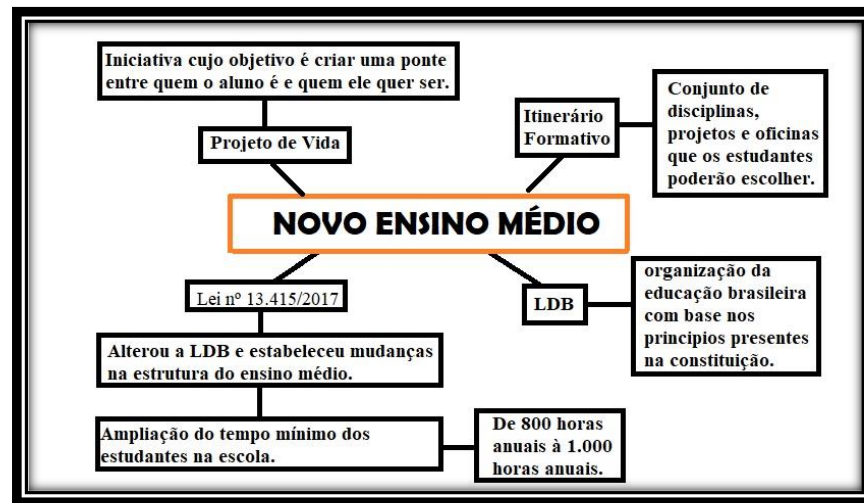 Iniciativa cujo objetivo é criar uma ponte
entre quem o aluno é e quem ele quer ser.
Projeto de Vida
Itinerário
Formativo
Conjunto de
disciplinas,
projetos e oficinas
que os estudantes
poderão escolher.
NOVO ENSINO MÉDIO
Lei nº 13.415/2017
Alterou a LDB e estabeleceu mudanças
na estrutura do ensino médio.
Ampliação do tempo mínimo dos
estudantes na escola.
De 800 horas
anuais à 1.000
horas anuais.
LDB
organização da
educação brasileira
com base nos
principios presentes
na constituição.